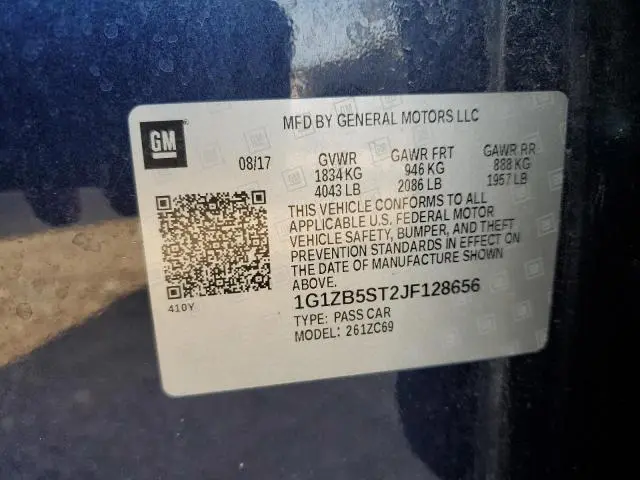 MFD BY GENERAL MOTORS LLC
GM
08/17
GVWR GAWR FRT GAWR RR
1834 KG 946 KG 888 KG
4043 LB 2086 LB 1957 LB
THIS VEHICLE CONFORMS TO ALL
APPLICABLE U.S. FEDERAL MOTOR
VEHICLE SAFETY, BUMPER, AND THEFT
PREVENTION STANDARDS IN EFFECT ON
THE DATE OF MANUFACTURE SHOWN
ABOVE.
410Y
1G1ZB5ST2JF128656
TYPE: PASS CAR
MODEL: 261ZC69